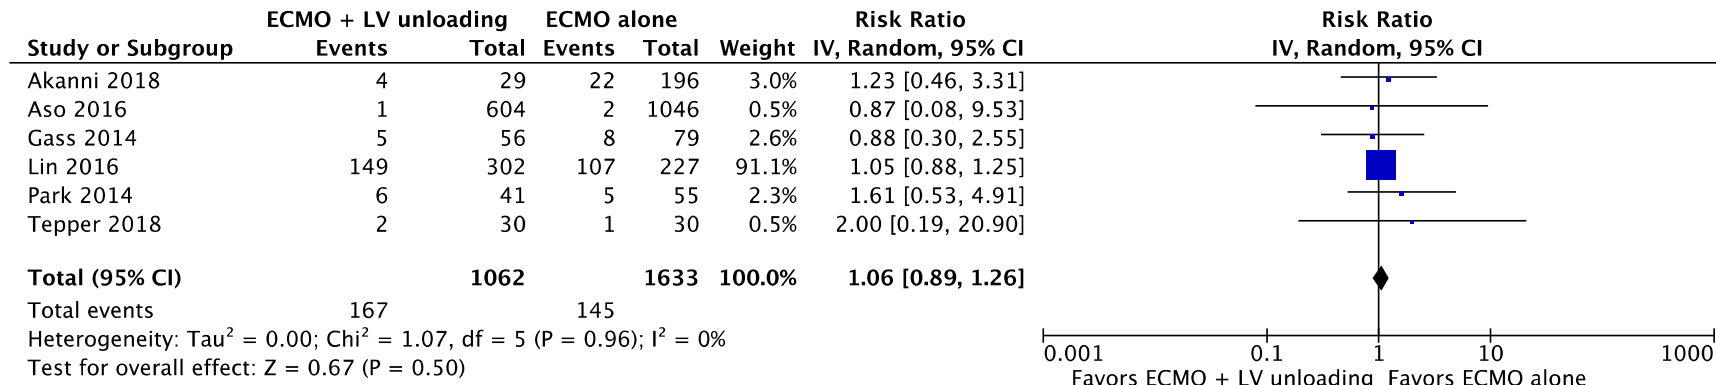 ECMO + LV unloading ECMO alone Risk Ratio Risk Ratio
Study or Subgroup Events Total Events Total Weight IV, Random, 95% CI IV, Random, 95% CI
Akanni 2018 4 29 22 196 3.0% 1.23 [0.46, 3.31]
Aso 2016 1 604 2 1046 0.5% 0.87 [0.08, 9.53]
Gass 2014 5 56 8 79 2.6% 0.88 [0.30, 2.55]
Lin 2016 149 302 107 227 91.1% 1.05 [0.88, 1.25]
Park 2014 6 41 5 55 2.3% 1.61 [0.53, 4.91]
Tepper 2018 2 30 1 30 0.5% 2.00 [0.19, 20.90]
Total (95% CI) 1062 1633 100.0% 1.06 [0.89, 1.26]
Total events 167 145
Heterogeneity: Tau² = 0.00; Chi² = 1.07, df = 5 (P = 0.96); I² = 0%
Test for overall effect: Z = 0.67 (P = 0.50)
0.001 0.1 1 10 1000
Favors ECMO + LV unloading Favors ECMO alone